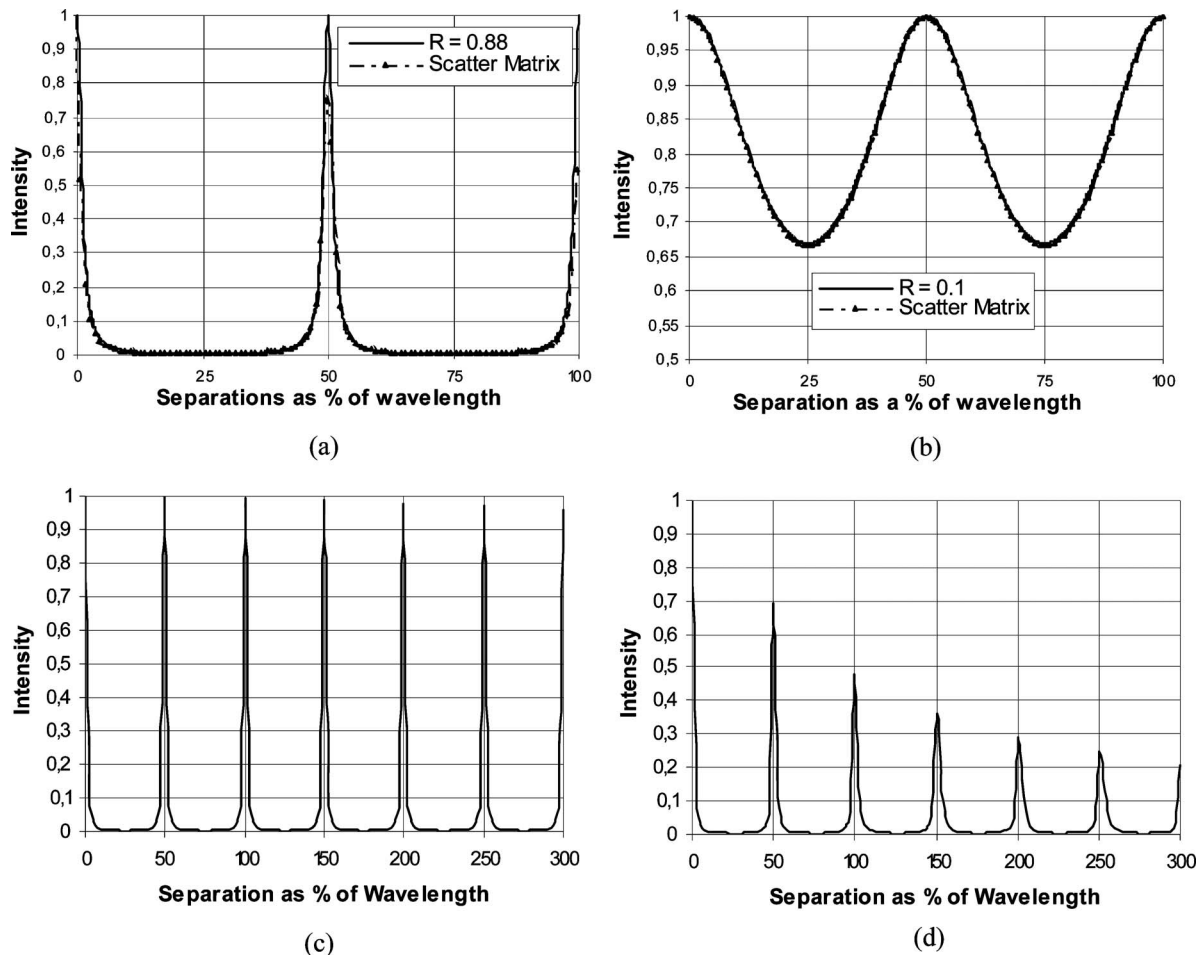 1
0,9
0,8
0,7
0,6
0,5
0,4
0,3
0,2
0,1
0
Intensity
R = 0.88
Scatter Matrix
0 25 50 75 100
Separations as % of wavelength
(a)
1
0,95
0,9
0,85
0,8
0,75
0,7
0,65
0,6
0,55
0,5
Intensity
R = 0.1
Scatter Matrix
0 25 50 75 100
Separation as a % of wavelength
(b)
1
0,9
0,8
0,7
0,6
0,5
0,4
0,3
0,2
0,1
0
Intensity
0 50 100 150 200 250 300
Separation as % of Wavelength
(c)
1
0,9
0,8
0,7
0,6
0,5
0,4
0,3
0,2
0,1
0
Intensity
0 50 100 150 200 250 300
Separation as % of Wavelength
(d)